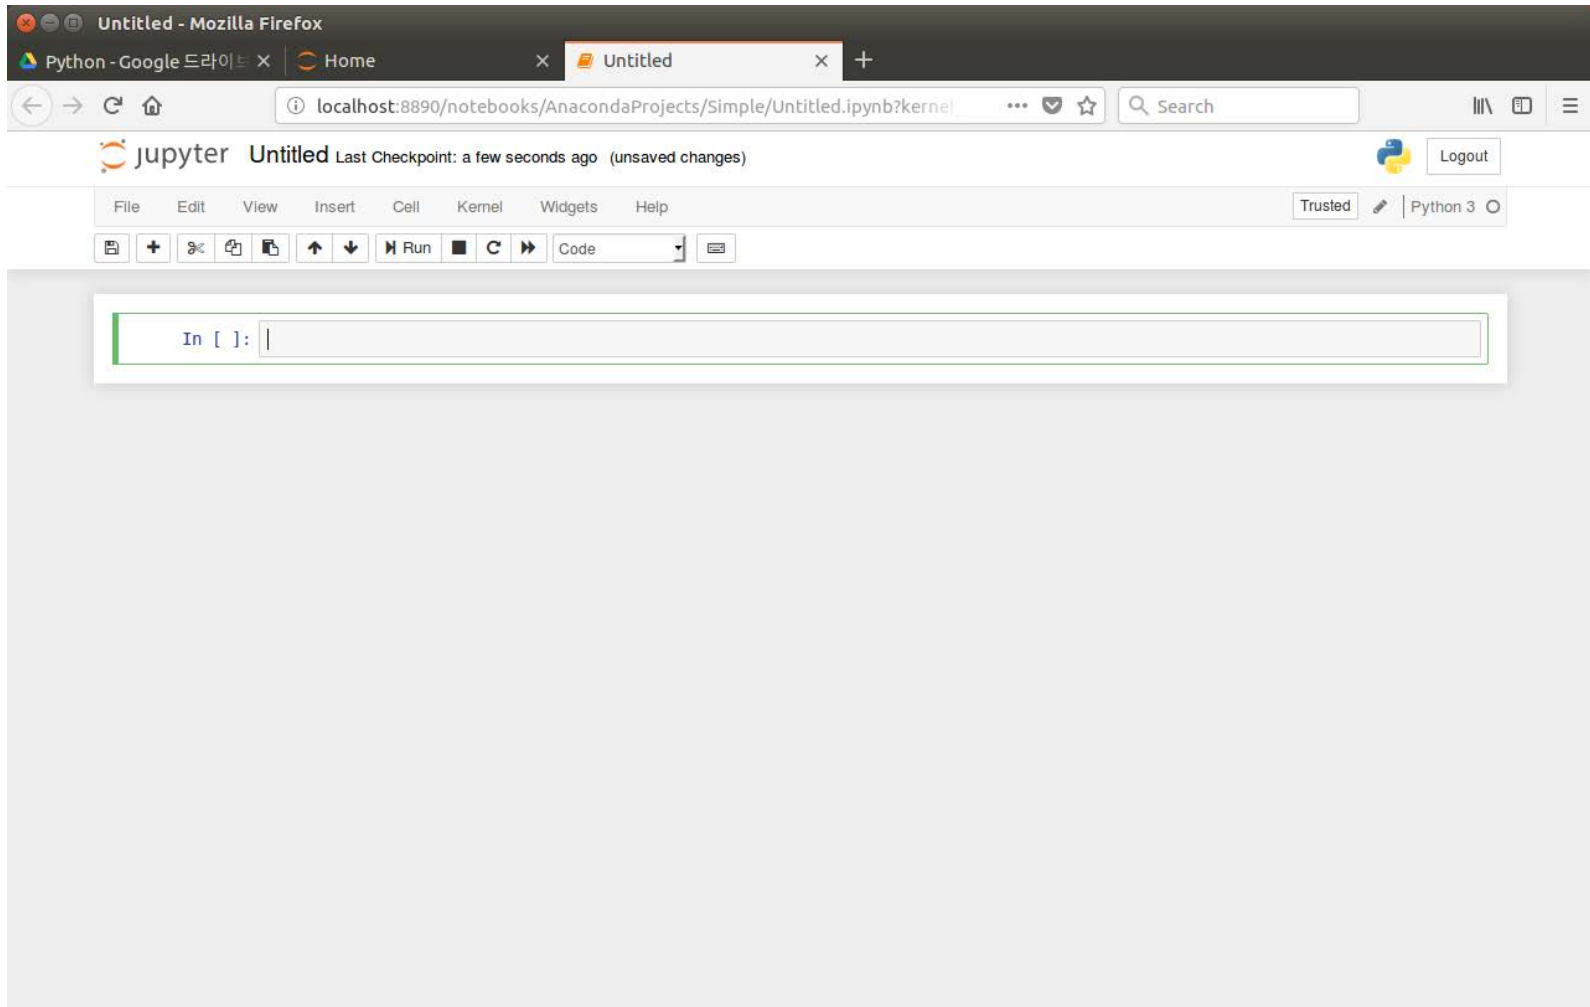 Untitled - Mozilla Firefox
Python - Google 드라이브 Home Untitled
localhost:8890/notebooks/AnacondaProjects/Simple/Untitled.ipynb?kernel Search
jupyter Untitled Last Checkpoint: a few seconds ago (unsaved changes) Logout
File Edit View Insert Cell Kernel Widgets Help Trusted Python 3
Run Code
In [ ]: